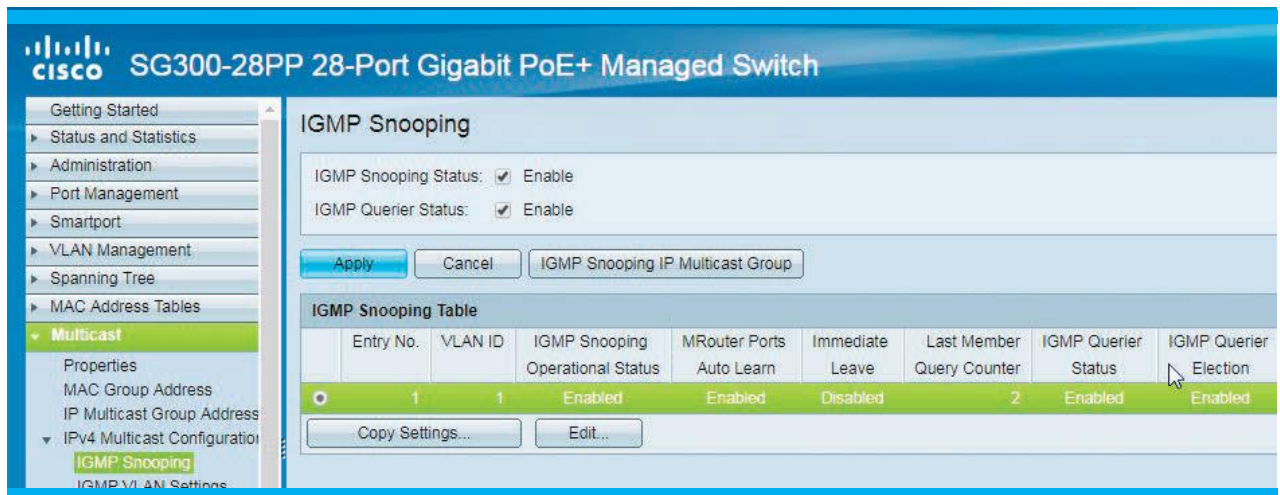 CISCO
SG300-28PP 28-Port Gigabit PoE+ Managed Switch
Getting Started
Status and Statistics
Administration
Port Management
Smartport
VLAN Management
Spanning Tree
MAC Address Tables
Multicast
Properties
MAC Group Address
IP Multicast Group Address
IPv4 Multicast Configuration
IGMP Snooping
IGMP VLAN Settings
IGMP Snooping
IGMP Snooping Status: Enable
IGMP Querier Status: Enable
Apply Cancel IGMP Snooping IP Multicast Group
IGMP Snooping Table
Entry No. VLAN ID IGMP Snooping Operational Status MRouter Ports Auto Learn Immediate Leave Last Member Query Counter IGMP Querier Status IGMP Querier Election
1 1 Enabled Enabled Disabled 2 Enabled Enabled
Copy Settings... Edit...